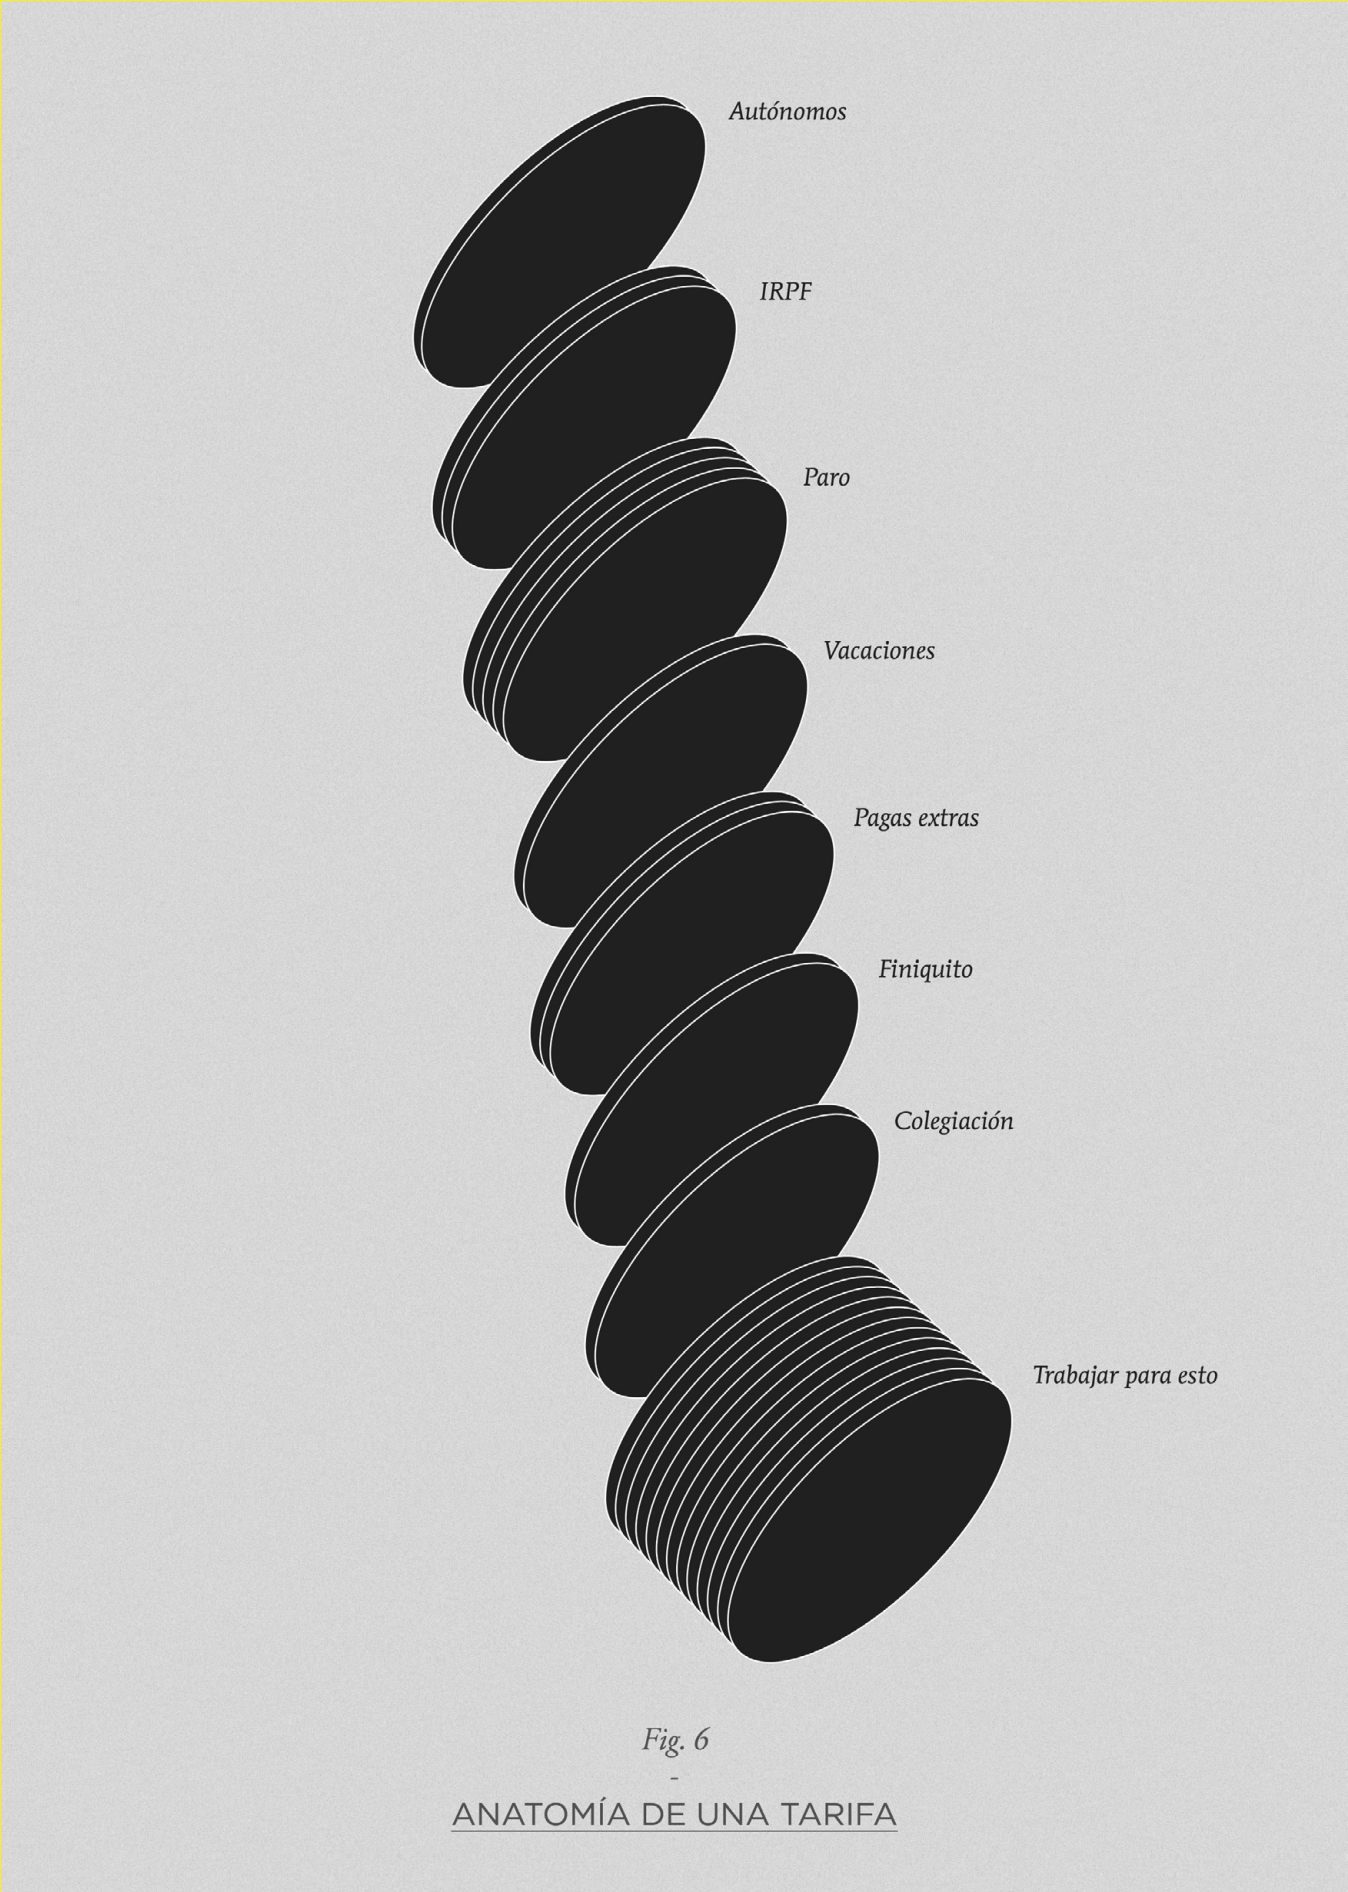 Autónomos
IRPF
Paro
Vacaciones
Pagas extras
Finiquito
Colegiación
Trabajar para esto
Fig. 6
-
ANATOMÍA DE UNA TARIFA